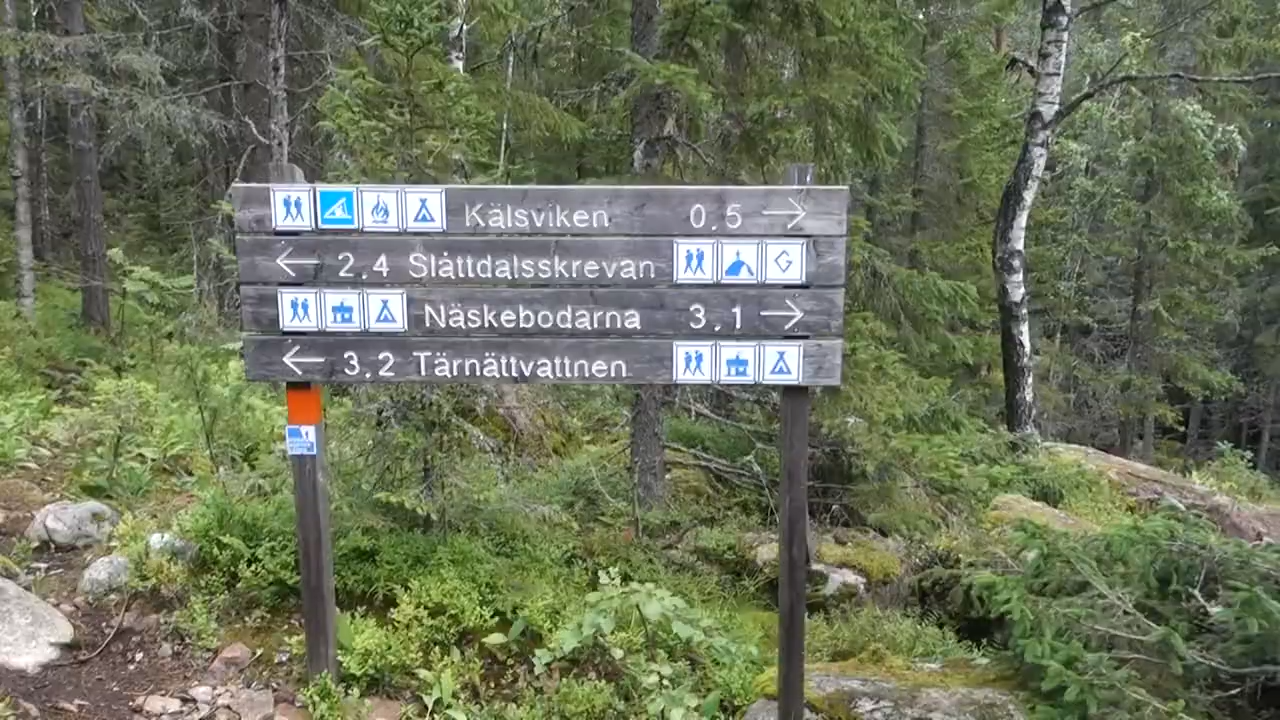 Kälsviken 0,5 →
← 2,4 Slåttdalsskrevan G
Näskebodarna 3,1 →
← 3,2 Tärnättvattnen